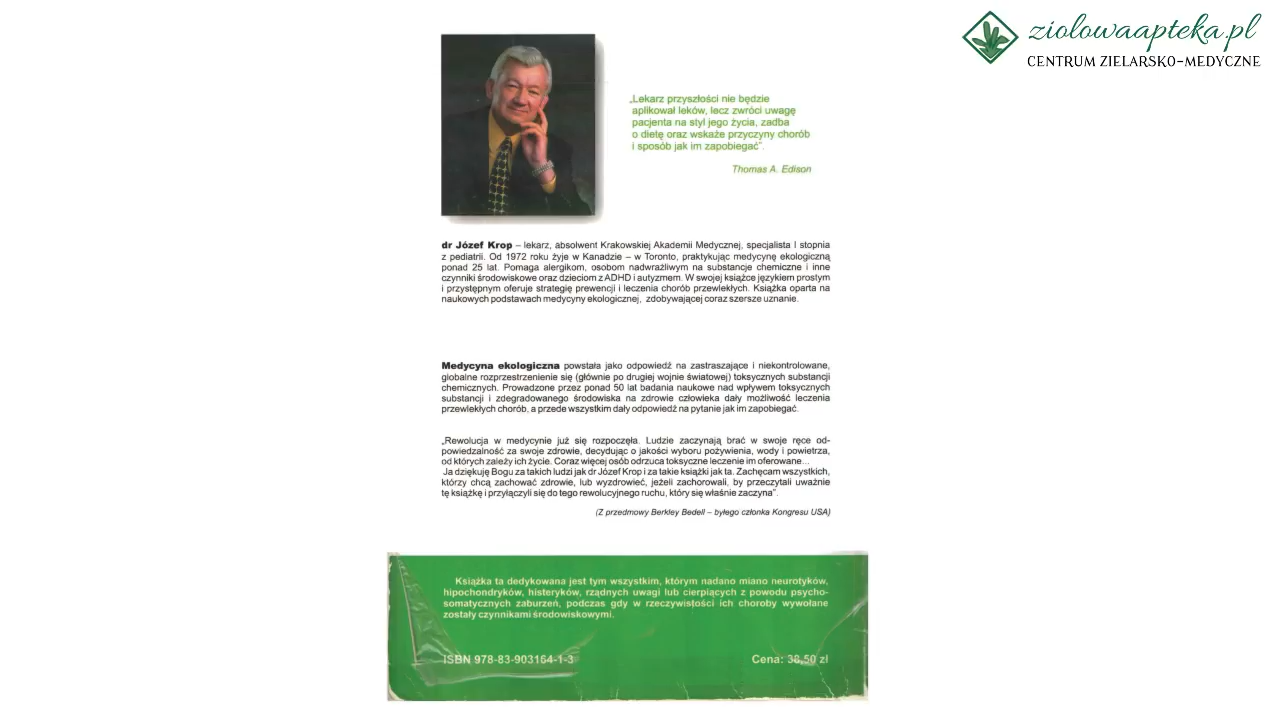 ziolowaapteka.pl
CENTRUM ZIELARSKO-MEDYCZNE
„Lekarz przyszłości nie będzie
aplikował leków, lecz zwróci uwagę
pacjenta na styl jego życia, zadba
o dietę oraz wskaże przyczyny chorób
i sposób jak im zapobiegać”.
Thomas A. Edison
dr Józef Krop – lekarz, absolwent Krakowskiej Akademii Medycznej, specjalista I stopnia
z pediatrii. Od 1972 roku żyje w Kanadzie – w Toronto, praktykując medycynę ekologiczną
ponad 25 lat. Pomaga alergikom, osobom nadwrażliwym na substancje chemiczne i inne
czynniki środowiskowe oraz dzieciom z ADHD i autyzmem. W swojej książce językiem prostym
i przystępnym oferuje strategię prewencji i leczenia chorób przewlekłych. Książka oparta na
naukowych podstawach medycyny ekologicznej, zdobywającej coraz szersze uznanie.
Medycyna ekologiczna powstała jako odpowiedź na zastraszające i niekontrolowane,
globalne rozprzestrzenienie się (głównie po drugiej wojnie światowej) toksycznych substancji
chemicznych. Prowadzone przez ponad 50 lat badania naukowe nad wpływem toksycznych
substancji i zdegradowanego środowiska na zdrowie człowieka dały możliwość leczenia
przewlekłych chorób, a przede wszystkim dały odpowiedź na pytanie jak im zapobiegać.
„Rewolucja w medycynie już się rozpoczęła. Ludzie zaczynają brać w swoje ręce od-
powiedzalność za swoje zdrowie, decydując o jakości wyboru pożywienia, wody i powietrza,
od których zależy ich życie. Coraz więcej osób odrzuca toksyczne leczenie im oferowane...
Ja dziękuję Bogu za takich ludzi jak dr Józef Krop i za takie książki jak ta. Zachęcam wszystkich,
którzy chcą zachować zdrowie, lub wyzdrowieć, jeżeli zachorowali, by przeczytali uważnie
tę książkę i przyłączyli się do tego rewolucyjnego ruchu, który się właśnie zaczyna”.
(Z przedmowy Berkley Bedell – byłego członka Kongresu USA)
Książka ta dedykowana jest tym wszystkim, którym nadano miano neurotyków,
hipochondryków, histeryków, rządnych uwagi lub cierpiących z powodu psycho-
somatycznych zaburzeń, podczas gdy w rzeczywistości ich choroby wywołane
zostały czynnikami środowiskowymi.
ISBN 978-83-903164-1-3
Cena: 38,50 zł